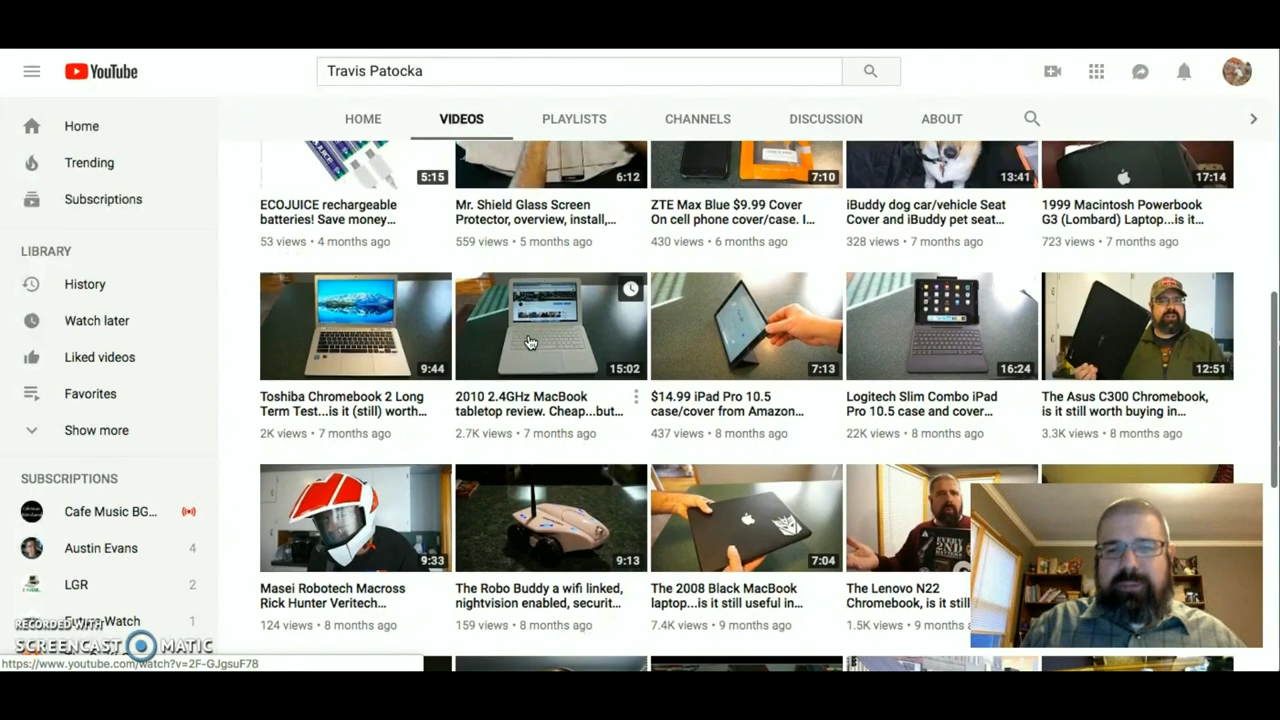 YouTube
Travis Patocka
HOME VIDEOS PLAYLISTS CHANNELS DISCUSSION ABOUT
Home
Trending
Subscriptions
LIBRARY
History
Watch later
Liked videos
Favorites
Show more
SUBSCRIPTIONS
Cafe Music BG...
Austin Evans 4
LGR 2
Watch 1
RECORDED WITH
SCREENCAST MATIC
https://www.youtube.com/watch?v=2F-GJgsuF78
5:15
ECOJUICE rechargeable
batteries! Save money...
53 views • 4 months ago
6:12
Mr. Shield Glass Screen
Protector, overview, install,...
559 views • 5 months ago
7:10
ZTE Max Blue $9.99 Cover
On cell phone cover/case. I...
430 views • 6 months ago
13:41
iBuddy dog car/vehicle Seat
Cover and iBuddy pet seat...
328 views • 7 months ago
17:14
1999 Macintosh Powerbook
G3 (Lombard) Laptop...is it...
723 views • 7 months ago
9:44
Toshiba Chromebook 2 Long
Term Test...is it (still) worth...
2K views • 7 months ago
15:02
2010 2.4GHz MacBook
tabletop review. Cheap...but...
2.7K views • 7 months ago
7:13
$14.99 iPad Pro 10.5
case/cover from Amazon...
437 views • 8 months ago
16:24
Logitech Slim Combo iPad
Pro 10.5 case and cover...
22K views • 8 months ago
12:51
The Asus C300 Chromebook,
is it still worth buying in...
3.3K views • 8 months ago
9:33
Masei Robotech Macross
Rick Hunter Veritech...
124 views • 8 months ago
9:13
The Robo Buddy a wifi linked,
nightvision enabled, securit...
159 views • 8 months ago
7:04
The 2008 Black MacBook
laptop...is it still useful in...
7.4K views • 9 months ago
EVERY
2ND
MATTERS
The Lenovo N22
Chromebook, is it still
1.5K views • 9 months